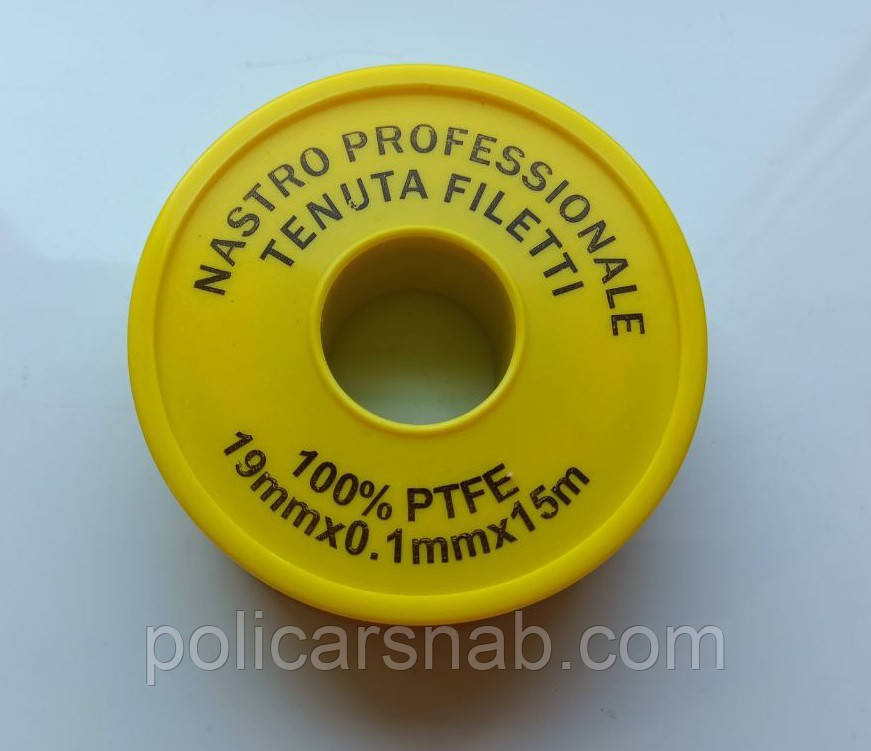 NASTRO PROFESSIONALE
TENUTA FILETTI
100% PTFE
19mmx0.1mmx15m
policarsnab.com